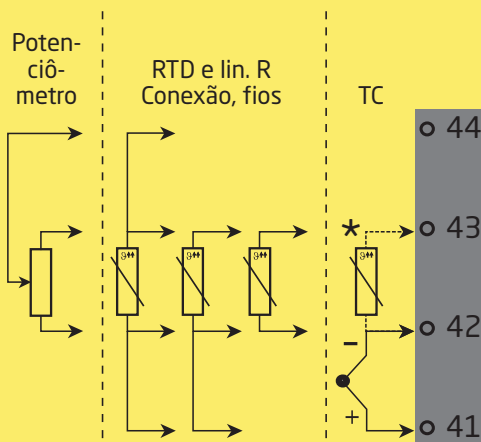 Poten-
ciô-
metro
RTD e lin. R
Conexão, fios
TC
44
*
43
ϑ
ϑ
ϑ
ϑ
–
42
+
41